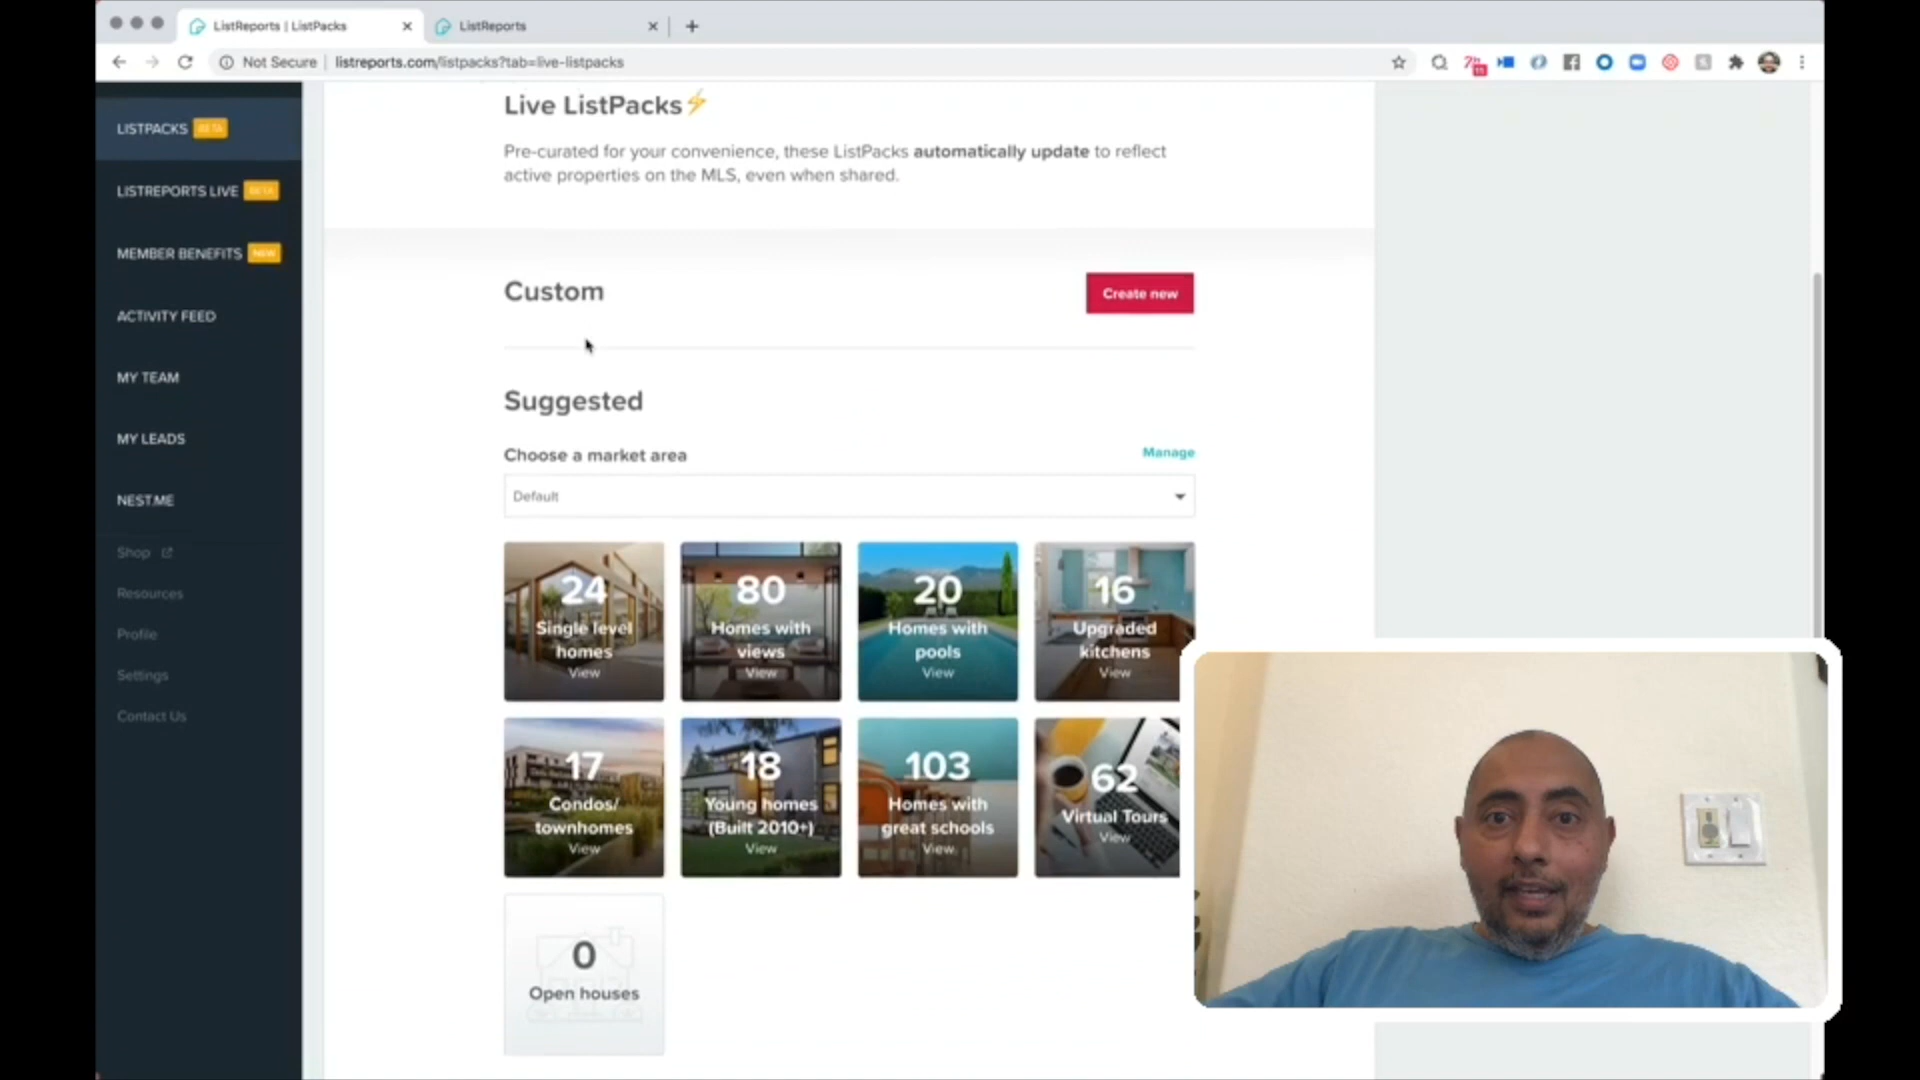 ListReports | ListPacks
ListReports
Not Secure
listreports.com/listpacks?tab=live-listpacks
11
LISTPACKS BETA
LISTREPORTS LIVE BETA
MEMBER BENEFITS NEW
ACTIVITY FEED
MY TEAM
MY LEADS
NEST.ME
Shop
Resources
Profile
Settings
Contact Us
Live ListPacks⚡
Pre-curated for your convenience, these ListPacks automatically update to reflect
active properties on the MLS, even when shared.
Custom
Create new
Suggested
Choose a market area
Manage
Default
24
Single level
homes
View
80
Homes with
views
View
20
Homes with
pools
View
16
Upgraded
kitchens
View
17
Condos/
townhomes
View
18
Young homes
(Built 2010+)
View
103
Homes with
great schools
View
62
Virtual Tours
View
0
Open houses